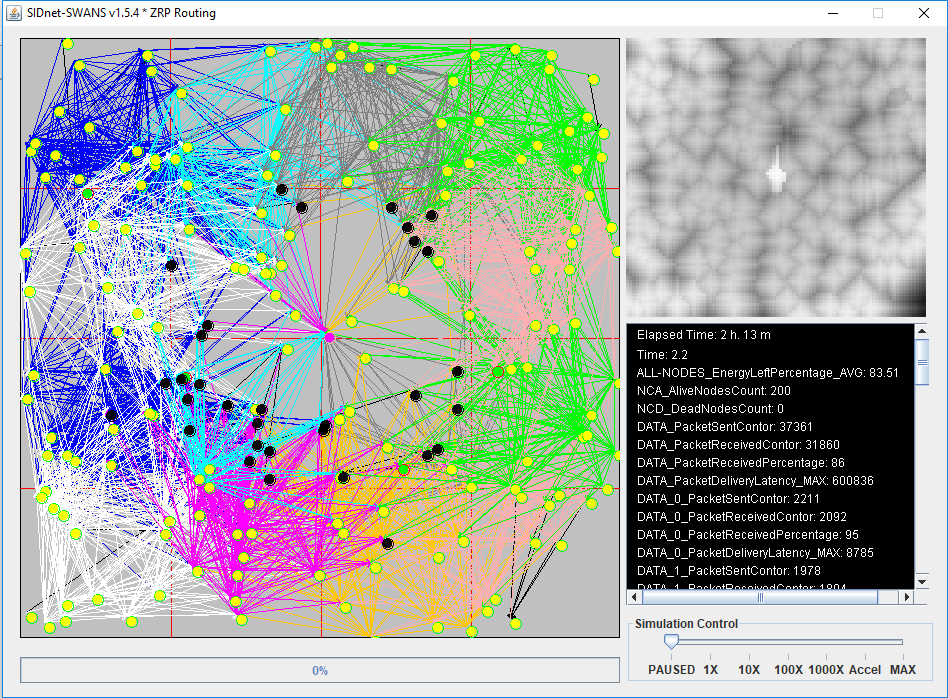 SIDnet-SWANS v1.5.4 * ZRP Routing
Elapsed Time: 2 h. 13 m
Time: 2.2
ALL-NODES_EnergyLeftPercentage_AVG: 83.51
NCA_AliveNodesCount: 200
NCD_DeadNodesCount: 0
DATA_PacketSentContor: 37361
DATA_PacketReceivedContor: 31860
DATA_PacketReceivedPercentage: 86
DATA_PacketDeliveryLatency_MAX: 600836
DATA_0_PacketSentContor: 2211
DATA_0_PacketReceivedContor: 2092
DATA_0_PacketReceivedPercentage: 95
DATA_0_PacketDeliveryLatency_MAX: 8785
DATA_1_PacketSentContor: 1978
DATA_1_PacketReceivedContor: 1804
Simulation Control
PAUSED 1X 10X 100X 1000X Accel MAX
0%